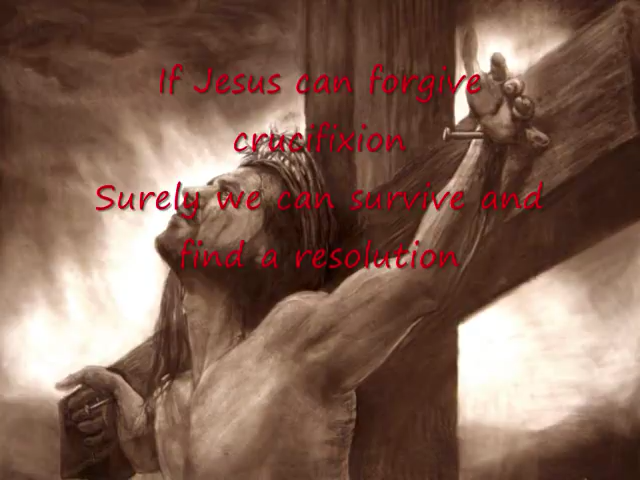 If Jesus can forgive
crucifixion
Surely we can survive and
find a resolution